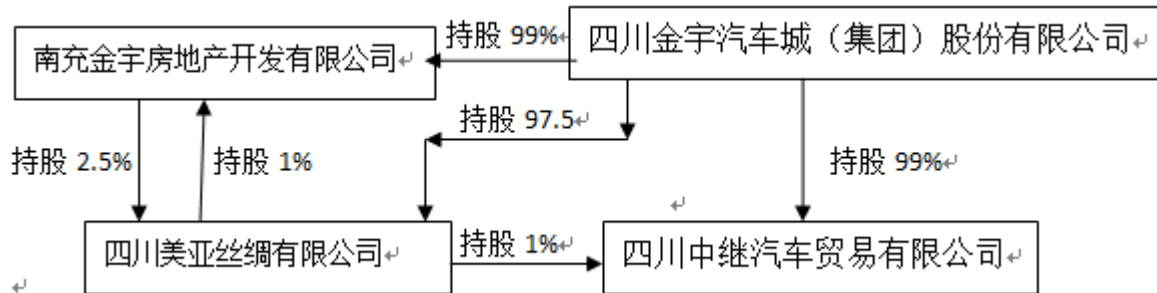 持股 99%
四川金宇汽车城（集团）股份有限公司
南充金宇房地产开发有限公司
持股 97.5
持股 2.5%
持股 1%
持股 99%
四川美亚丝绸有限公司
持股 1%
四川中继汽车贸易有限公司